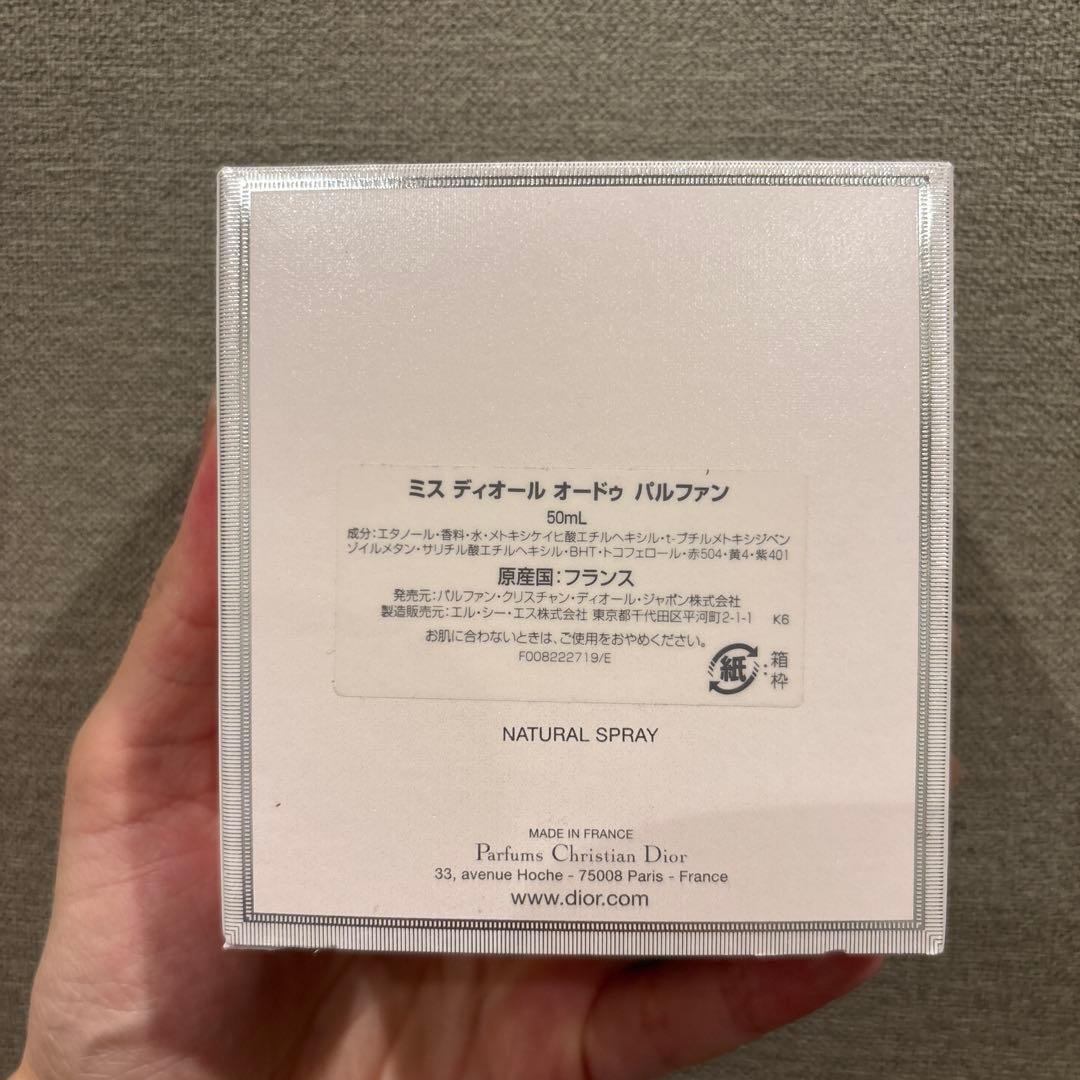 ミス ディオール オードゥ パルファン
50mL
成分：エタノール・香料・水・メトキシケイヒ酸エチルヘキシル・t-ブチルメトキシジベン
ゾイルメタン・サリチル酸エチルヘキシル・BHT・トコフェロール・赤504・黄4・紫401
原産国：フランス
発売元：パルファン・クリスチャン・ディオール・ジャポン株式会社
製造販売元：エル・シー・エス株式会社 東京都千代田区平河町2-1-1 K6
お肌に合わないときは、ご使用をおやめください。
F008222719/E
紙：箱
枠
NATURAL SPRAY
MADE IN FRANCE
Parfums Christian Dior
33, avenue Hoche - 75008 Paris - France
www.dior.com